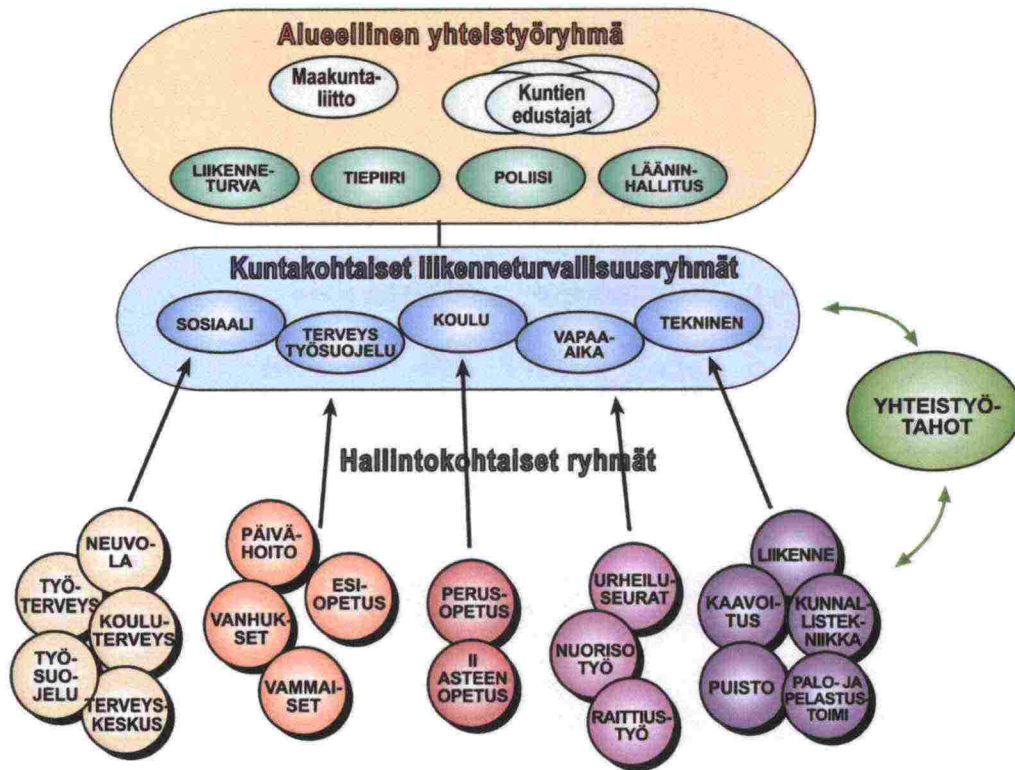 Alueellinen yhteistyöryhmä
Maakunta-
liitto
Kuntien
edustajat
LIIKENNE-
TURVA
TIEPIIRI
POLIISI
LÄÄNIN-
HALLITUS
Kuntakohtaiset liikenneturvallisuusryhmät
SOSIAALI
TERVEYS
TYÖSUOJELU
KOULU
VAPAA-
AIKA
TEKNINEN
YHTEISTYÖ-
TAHOT
Hallintokohtaiset ryhmät
NEUVO-
LA
TYÖ-
TERVEYS
KOULU-
TERVEYS
TYÖ-
SUO-
JELU
TERVEYS-
KESKUS
PÄIVÄ-
HOITO
ESI-
OPETUS
VANHUK-
SET
VAMMAI-
SET
PERUS-
OPETUS
II
ASTEEN
OPETUS
URHEILU-
SEURAT
NUORISO
TYÖ
RAITTIUS-
TYÖ
LIIKENNE
KAAVOI-
TUS
KUNNAL-
LISTEK-
NIIKKA
PUISTO
PALO- JA
PELASTUS-
TOIMI